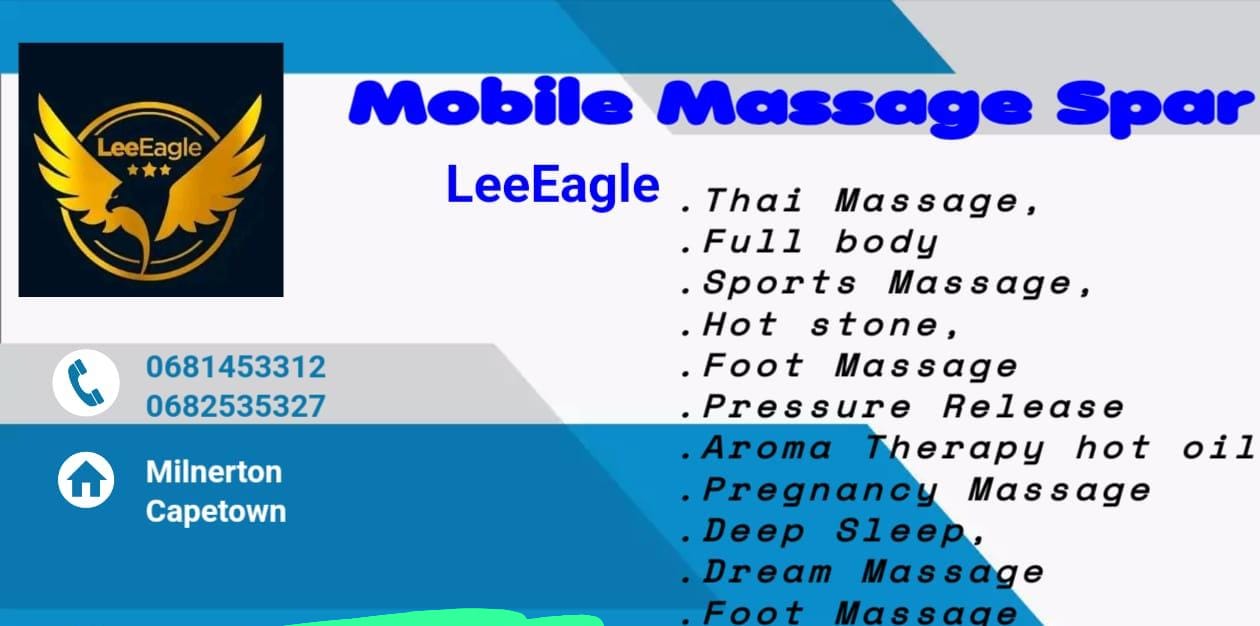 Mobile Massage Spar
LeeEagle
LeeEagle
.Thai Massage,
.Full body
.Sports Massage,
.Hot stone,
.Foot Massage
.Pressure Release
.Aroma Therapy hot oil
.Pregnancy Massage
.Deep Sleep,
.Dream Massage
.Foot Massage
0681453312
0682535327
Milnerton
Capetown